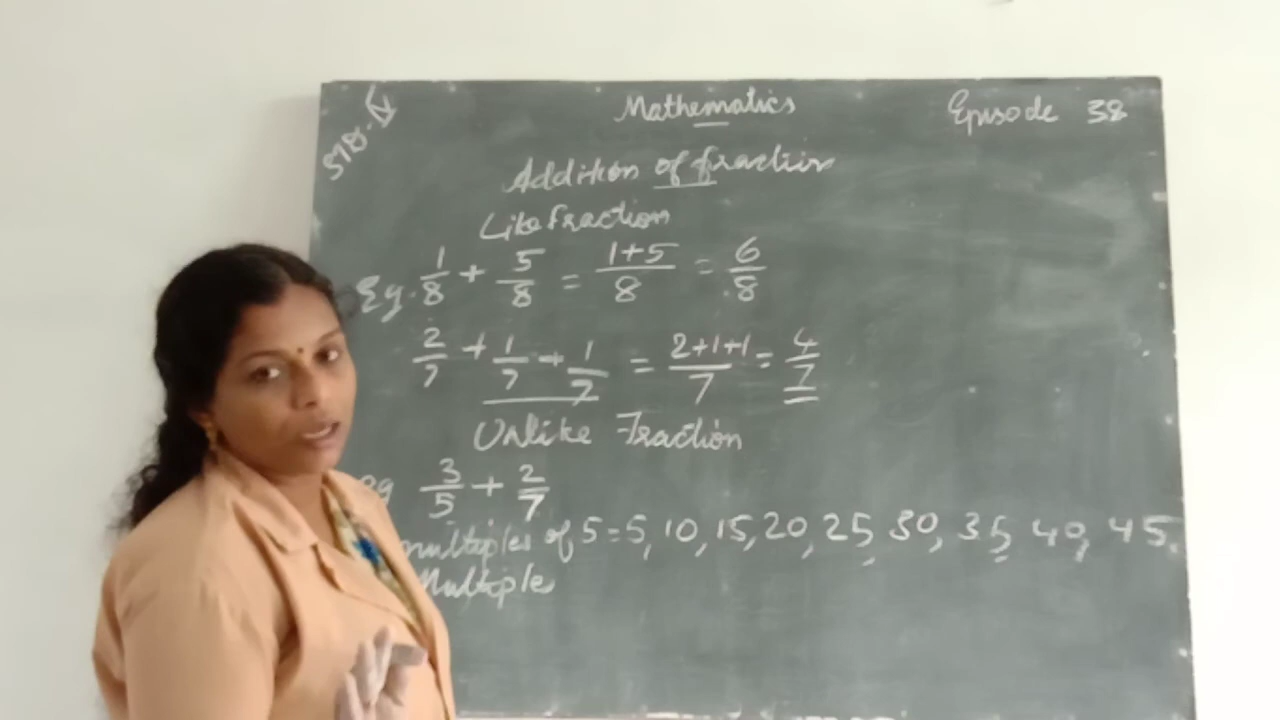 STD. IV
Mathematics
Episode 38
Addition of fraction
Like Fraction
Eg. 1/8 + 5/8 = 1+5/8 = 6/8
2/7 + 1/7 + 1/7 = 2+1+1/7 = 4/7
Unlike Fraction
Eg 3/5 + 2/7
multiples of 5 = 5, 10, 15, 20, 25, 30, 35, 40, 45.
Multiple